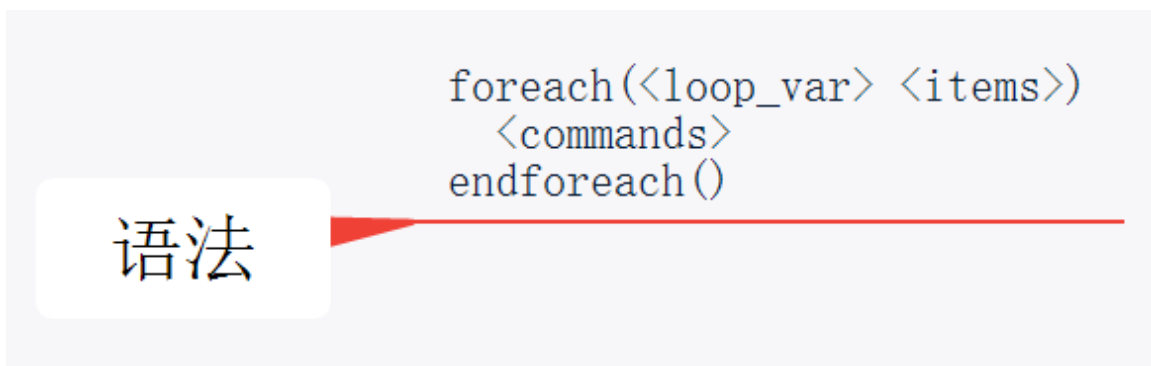 foreach(<loop_var> <items>)
  <commands>
endforeach()
语法